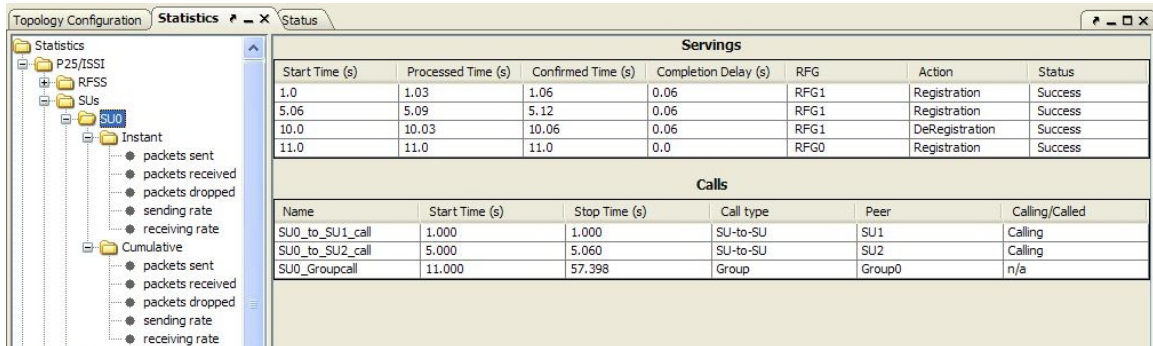 Topology Configuration Statistics Status
Statistics
P25/ISSI
RFSS
SUs
SU0
Instant
packets sent
packets received
packets dropped
sending rate
receiving rate
Cumulative
packets sent
packets received
packets dropped
sending rate
receiving rate
Servings
Start Time (s) Processed Time (s) Confirmed Time (s) Completion Delay (s) RFG Action Status
1.0 1.03 1.06 0.06 RFG1 Registration Success
5.06 5.09 5.12 0.06 RFG1 Registration Success
10.0 10.03 10.06 0.06 RFG1 DeRegistration Success
11.0 11.0 11.0 0.0 RFG0 Registration Success
Calls
Name Start Time (s) Stop Time (s) Call type Peer Calling/Called
SU0_to_SU1_call 1.000 1.000 SU-to-SU SU1 Calling
SU0_to_SU2_call 5.000 5.060 SU-to-SU SU2 Calling
SU0_Groupcall 11.000 57.398 Group Group0 n/a